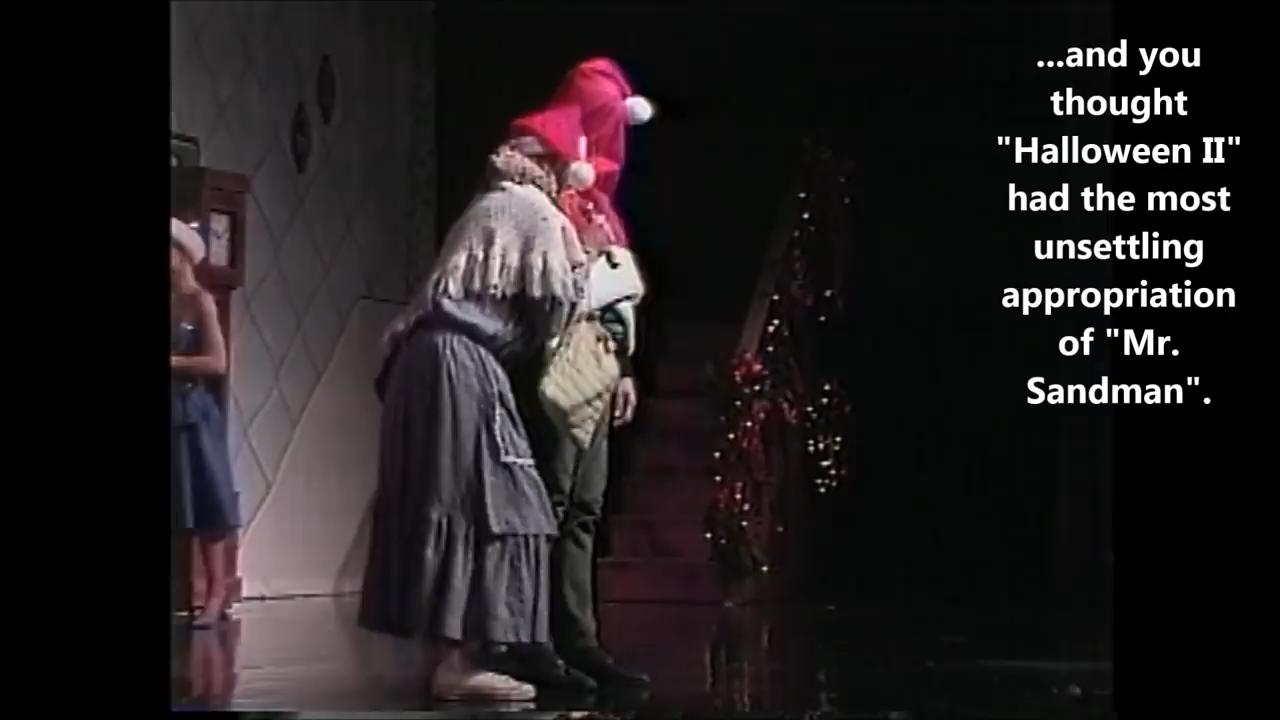 ...and you
thought
"Halloween II"
had the most
unsettling
appropriation
of "Mr.
Sandman".